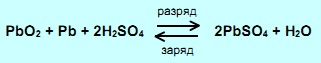 разряд
PbO₂ + Pb + 2H₂SO₄ ⇄ 2PbSO₄ + H₂O
заряд